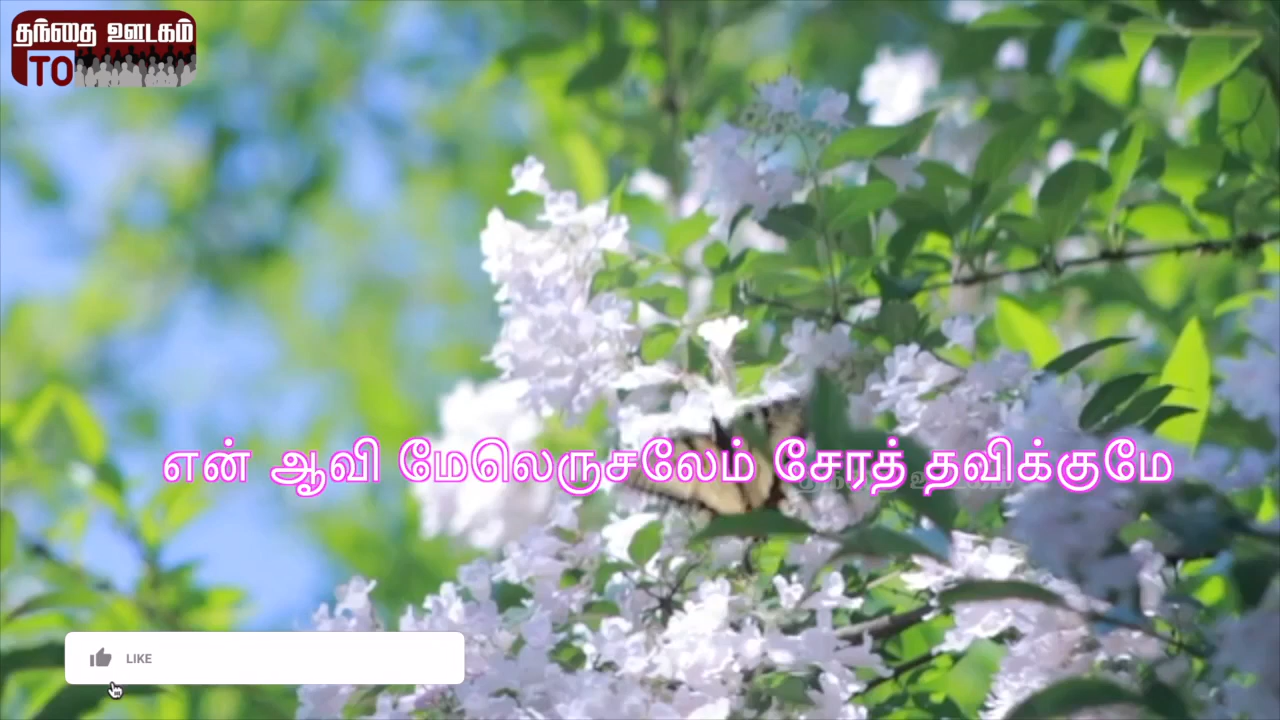 தந்தை ஊடகம்
TO
என் ஆவி மேலெருசலேம் சேரத் தவிக்குமே
LIKE